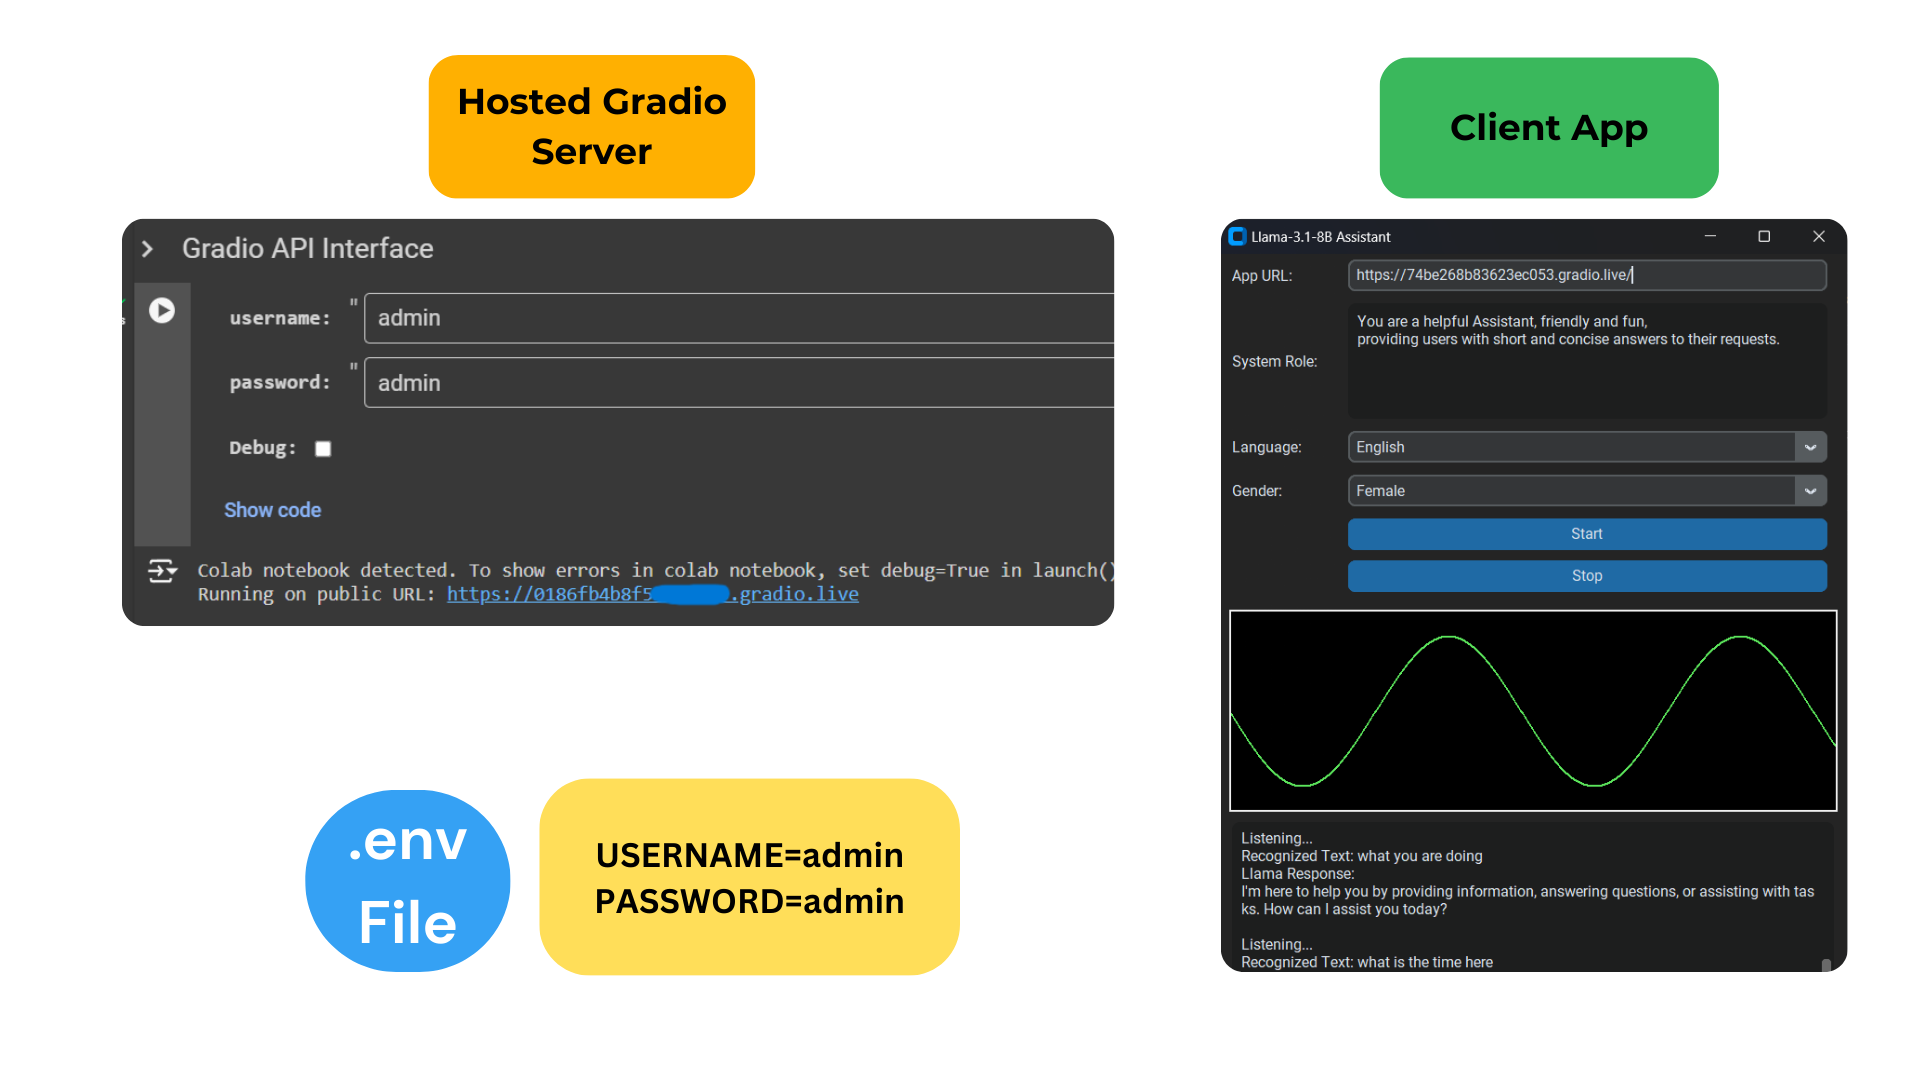 Hosted Gradio
Server
Gradio API Interface
username: " admin
password: " admin
Debug:
Show code
Colab notebook detected. To show errors in colab notebook, set debug=True in launch()
Running on public URL: https://0186fb4b8f5 .gradio.live
.env
File
USERNAME=admin
PASSWORD=admin
Client App
Llama-3.1-8B Assistant
App URL: https://74be268b83623ec053.gradio.live/
System Role:
You are a helpful Assistant, friendly and fun,
providing users with short and concise answers to their requests.
Language: English
Gender: Female
Start
Stop
Listening...
Recognized Text: what you are doing
Llama Response:
I'm here to help you by providing information, answering questions, or assisting with tas
ks. How can I assist you today?
Listening...
Recognized Text: what is the time here